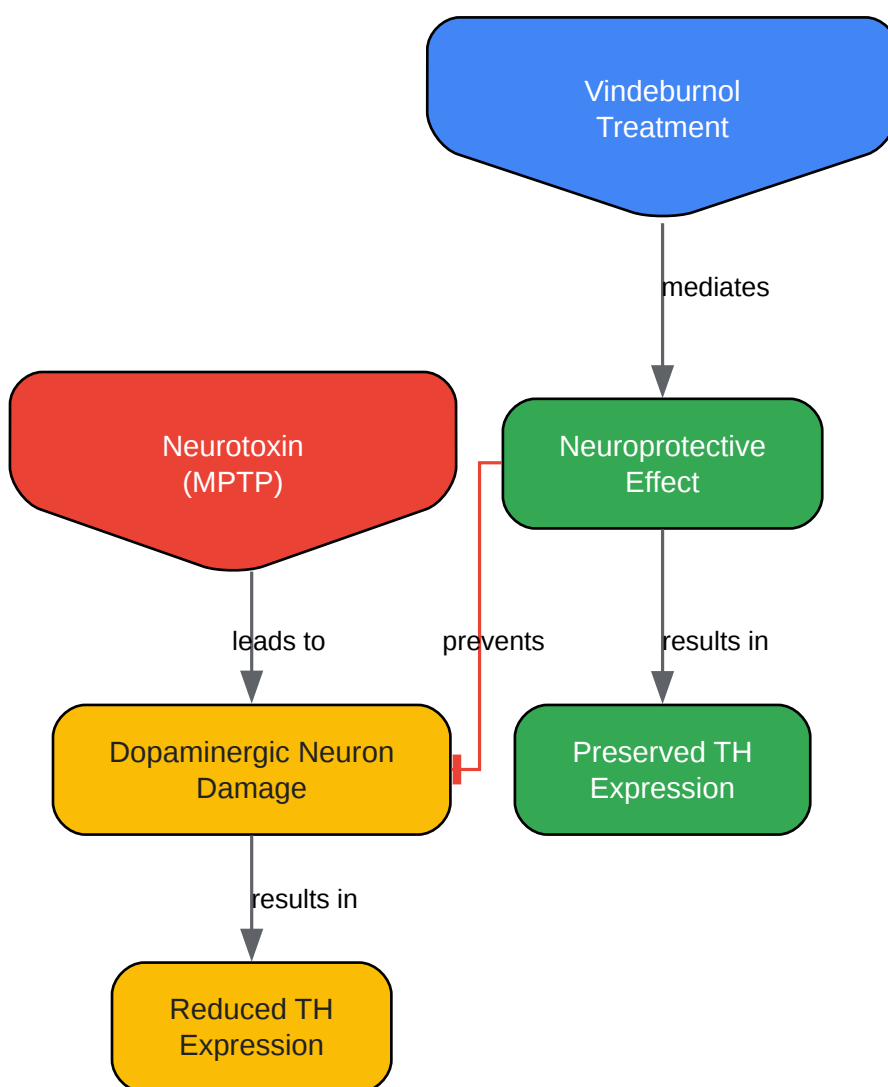 Vindeburnol
Treatment
mediates
Neurotoxin
(MPTP)
Neuroprotective
Effect
leads to
prevents
results in
Dopaminergic Neuron
Damage
Preserved TH
Expression
results in
Reduced TH
Expression